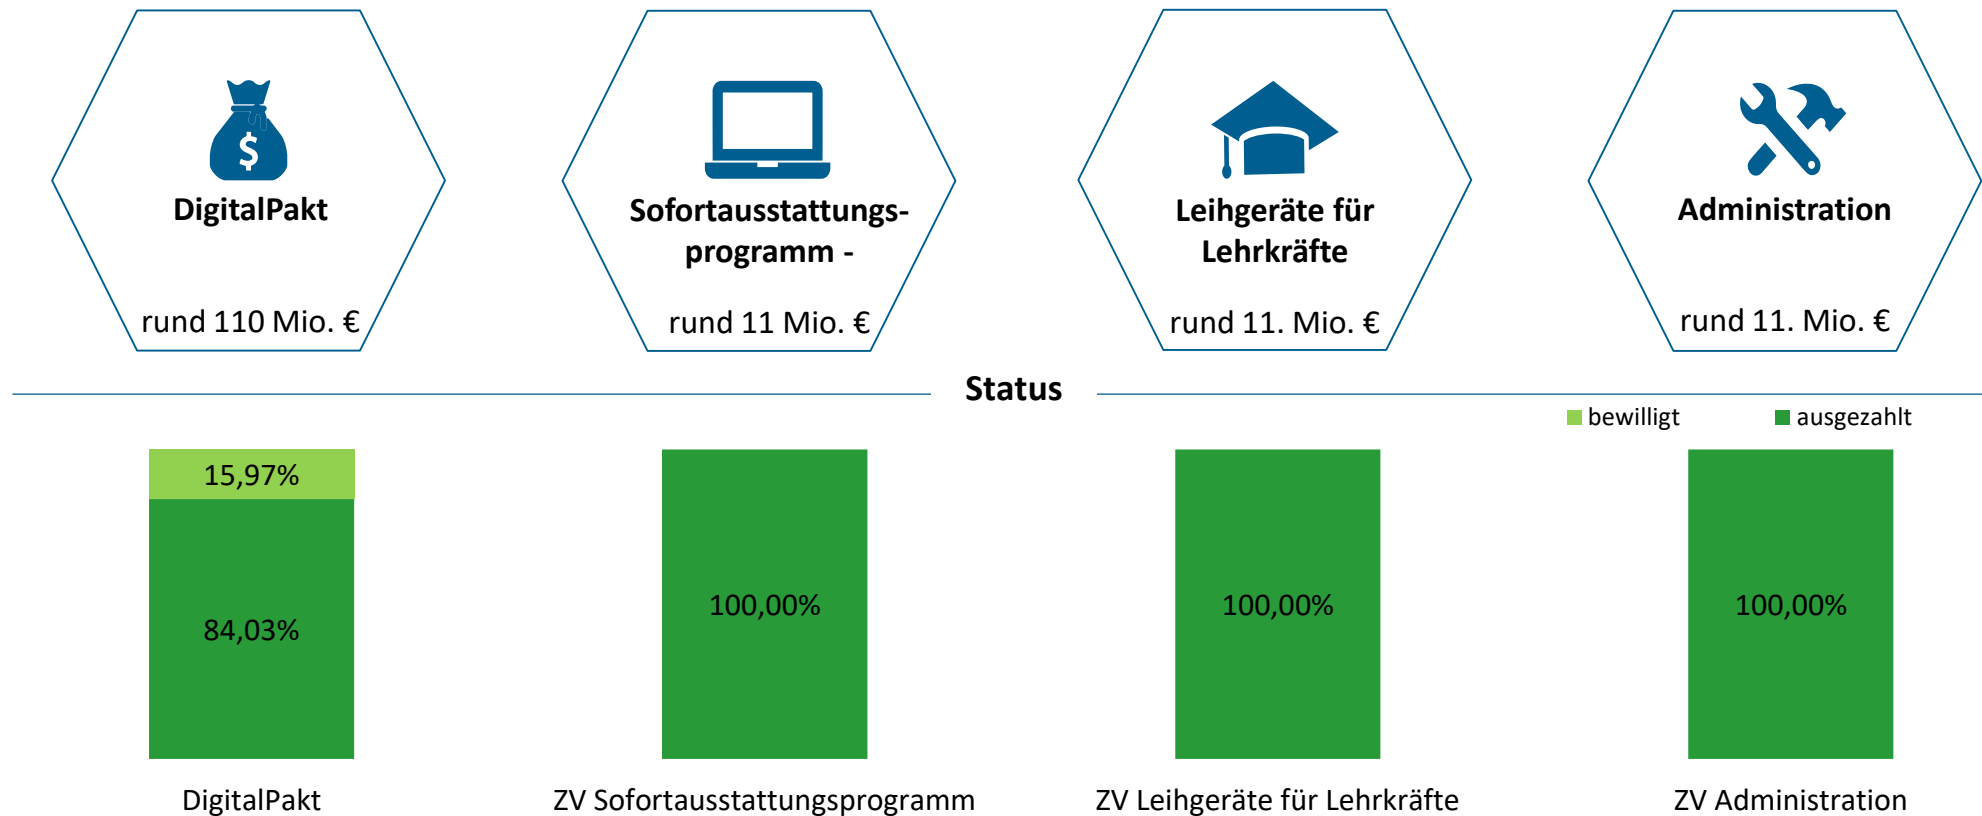 $
DigitalPakt
rund 110 Mio. €
Sofortausstattungs-
programm -
rund 11 Mio. €
Leihgeräte für
Lehrkräfte
rund 11. Mio. €
Administration
rund 11. Mio. €
Status
bewilligt
ausgezahlt
15,97%
84,03%
100,00%
100,00%
100,00%
DigitalPakt
ZV Sofortausstattungsprogramm
ZV Leihgeräte für Lehrkräfte
ZV Administration